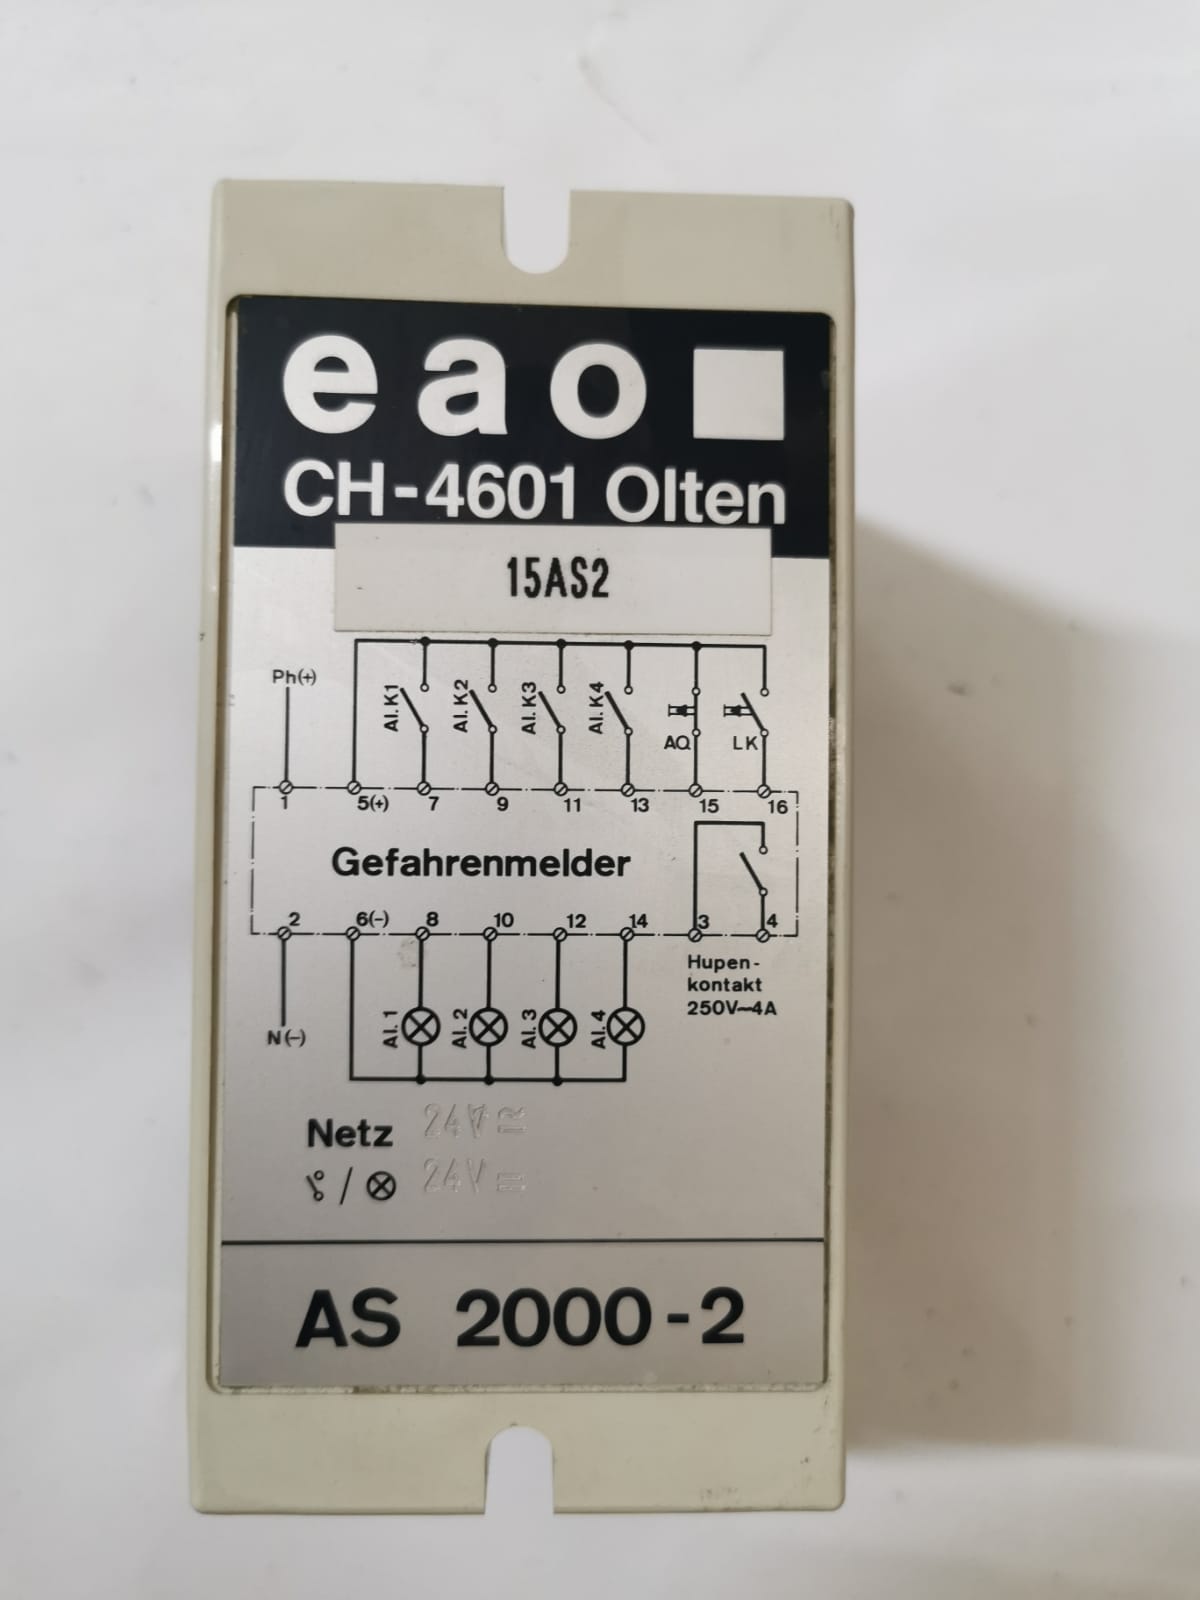 eao
CH-4601 Olten
15AS2
Ph(+)
Al. K1
Al. K2
Al. K3
Al. K4
AQ
LK
1
5(+)
7
9
11
13
15
16
Gefahrenmelder
2
6(-)
8
10
12
14
3
4
N(-)
Al. 1
Al. 2
Al. 3
Al. 4
Hupen-
kontakt
250V~4A
Netz 24V ≂
/ 24V =
AS 2000-2